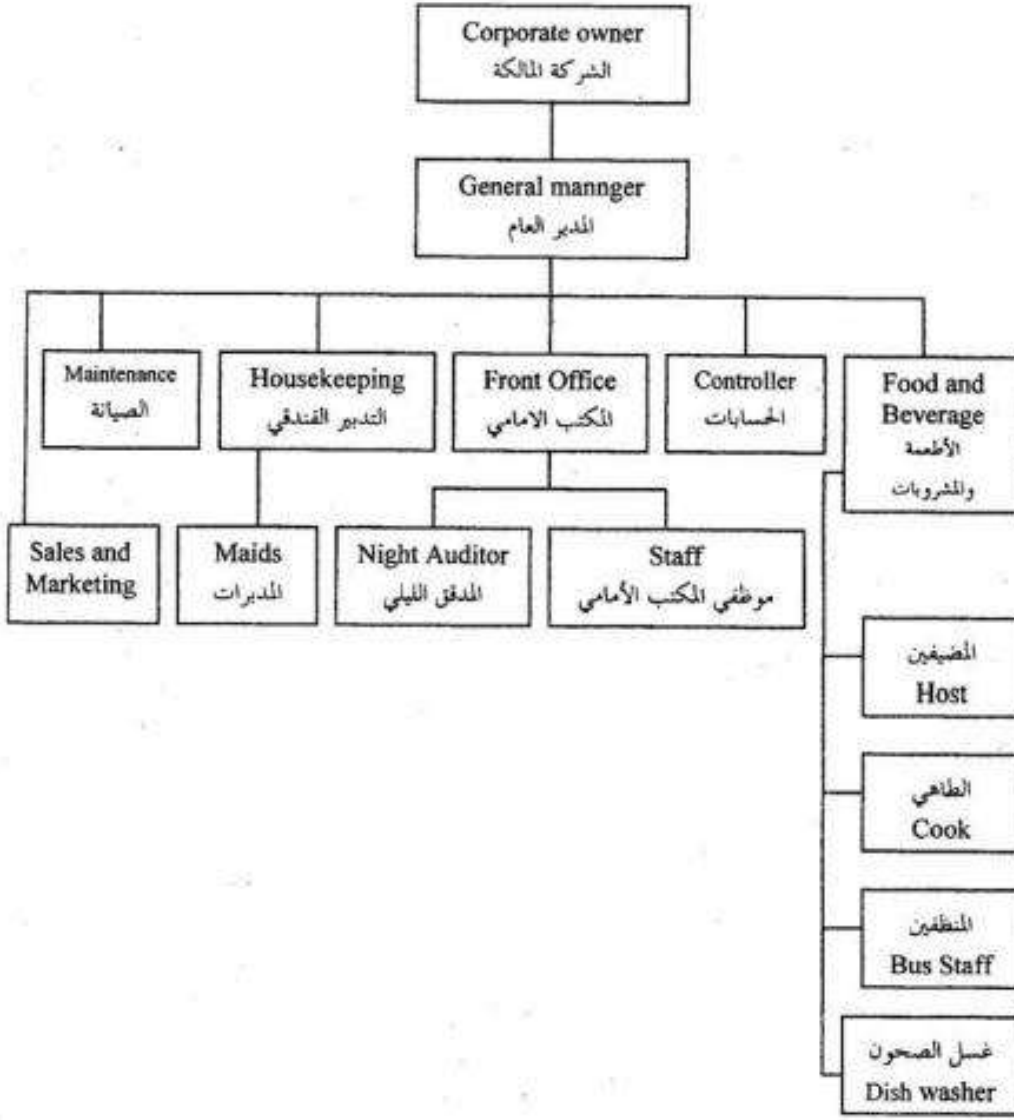 Corporate owner
الشركة المالكة
General mannger
المدير العام
Maintenance
الصيانة
Housekeeping
التدبير الفندقي
Front Office
المكتب الامامي
Controller
الحسابات
Food and
Beverage
الأطعمة
والمشروبات
Sales and
Marketing
Maids
المدبرات
Night Auditor
المدقق الليلي
Staff
موظفي المكتب الأمامي
المضيفين
Host
الطاهي
Cook
المنظفين
Bus Staff
غسل الصحون
Dish washer